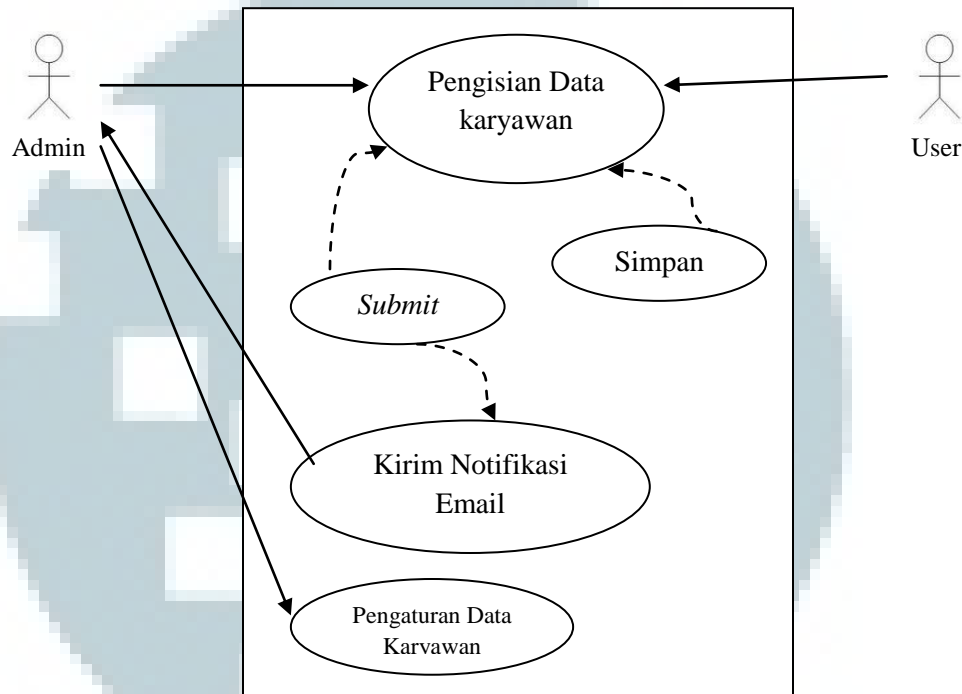 Pengisian Data
karyawan
Admin
User
Simpan
Submit
Kirim Notifikasi
Email
Pengaturan Data
Karyawan